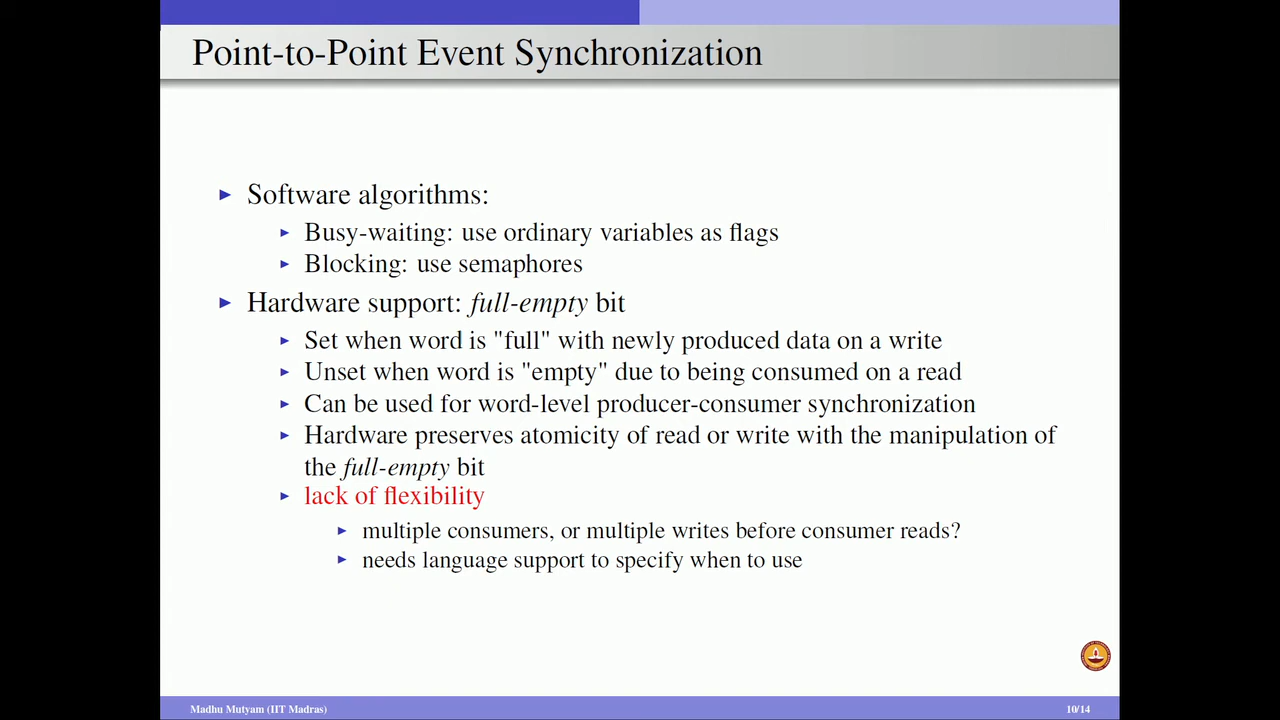 Point-to-Point Event Synchronization
Software algorithms:
Busy-waiting: use ordinary variables as flags
Blocking: use semaphores
Hardware support: full-empty bit
Set when word is "full" with newly produced data on a write
Unset when word is "empty" due to being consumed on a read
Can be used for word-level producer-consumer synchronization
Hardware preserves atomicity of read or write with the manipulation of
the full-empty bit
lack of flexibility
multiple consumers, or multiple writes before consumer reads?
needs language support to specify when to use
Madhu Mutyam (IIT Madras)
10/14